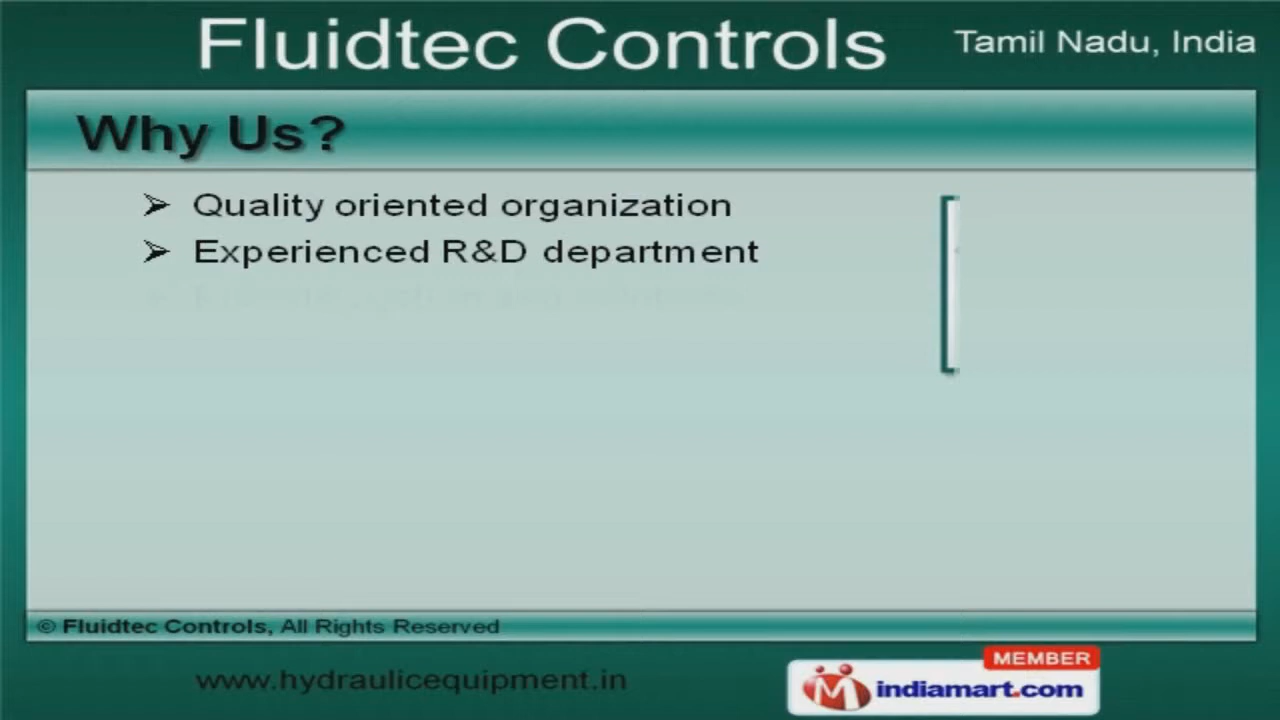 Fluidtec Controls
Tamil Nadu, India
Why Us?
➢ Quality oriented organization
➢ Experienced R&D department
© Fluidtec Controls, All Rights Reserved
www.hydraulicequipment.in
MEMBER
indiamart.com